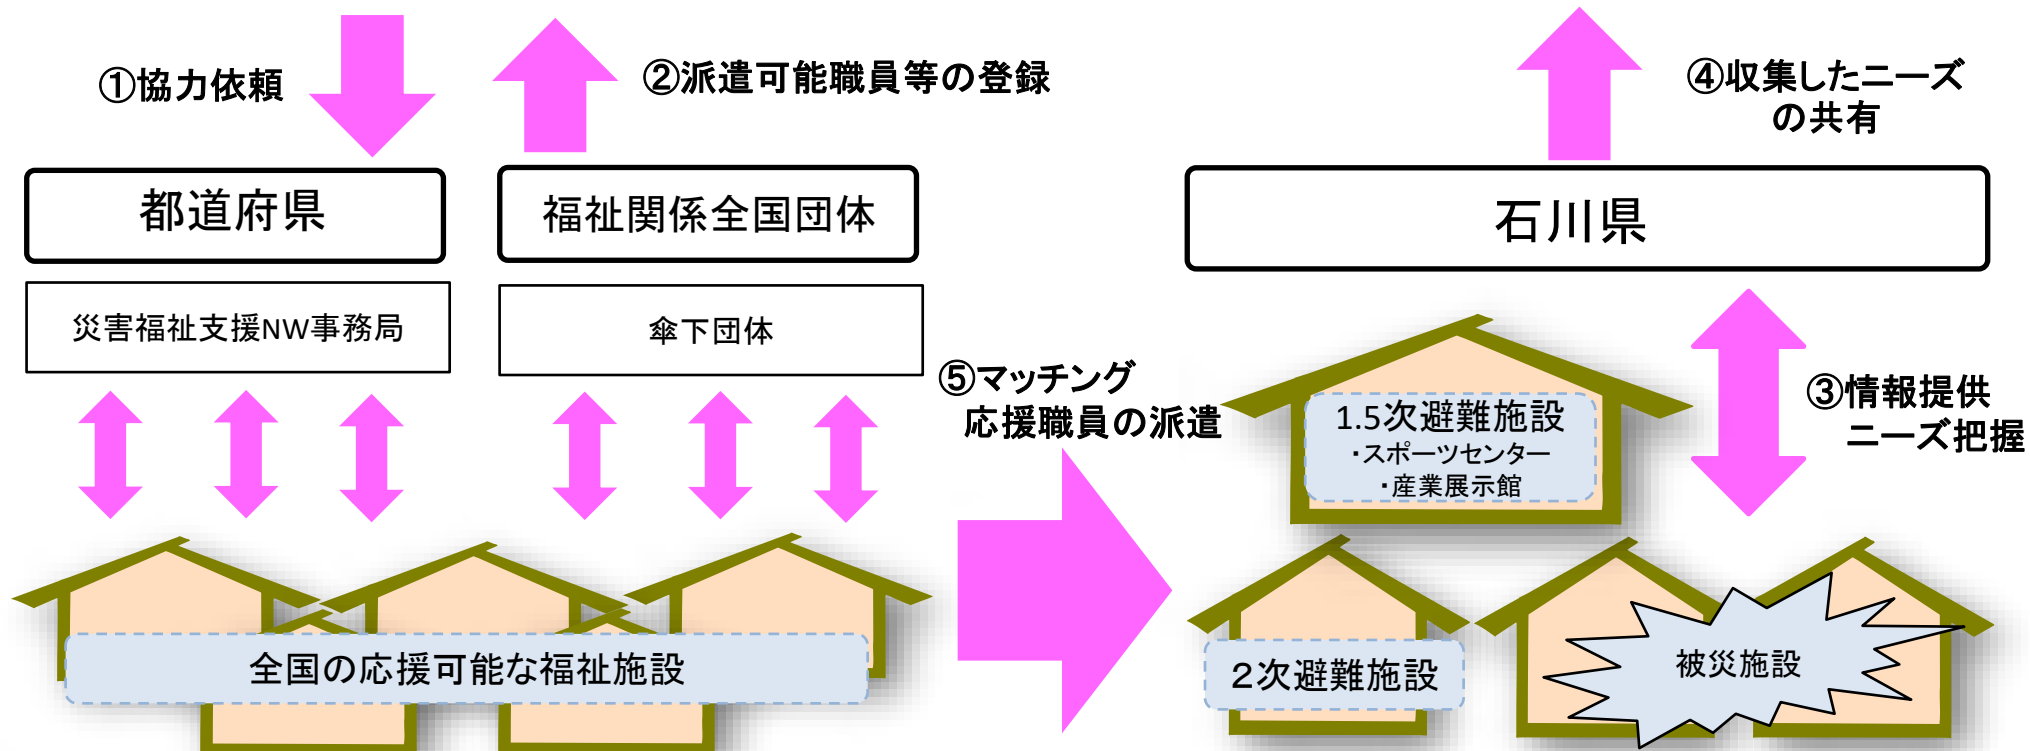 ①協力依頼
②派遣可能職員等の登録
④収集したニーズ
の共有
都道府県
福祉関係全国団体
石川県
災害福祉支援NW事務局
傘下団体
⑤マッチング
応援職員の派遣
1.5次避難施設
・スポーツセンター
・産業展示館
③情報提供
ニーズ把握
全国の応援可能な福祉施設
２次避難施設
被災施設